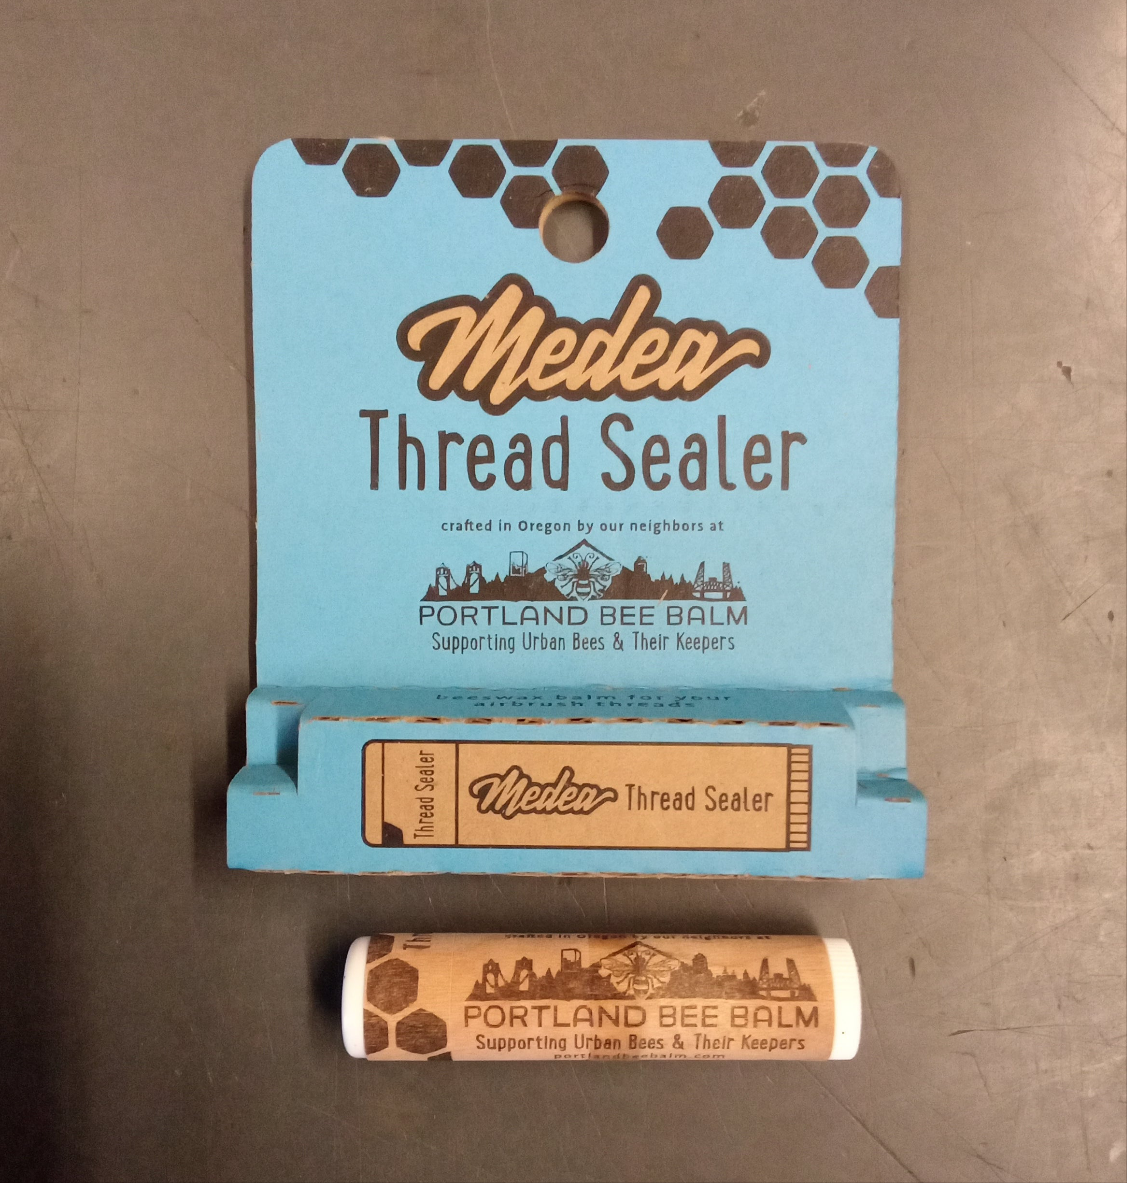 Medea
Thread Sealer
crafted in Oregon by our neighbors at
PORTLAND BEE BALM
Supporting Urban Bees & Their Keepers
beeswax balm for your
airbrush threads
Thread Sealer
Medea Thread Sealer
Th
crafted in Oregon by our neighbors at
PORTLAND BEE BALM
Supporting Urban Bees & Their Keepers
portlandbeebalm.com